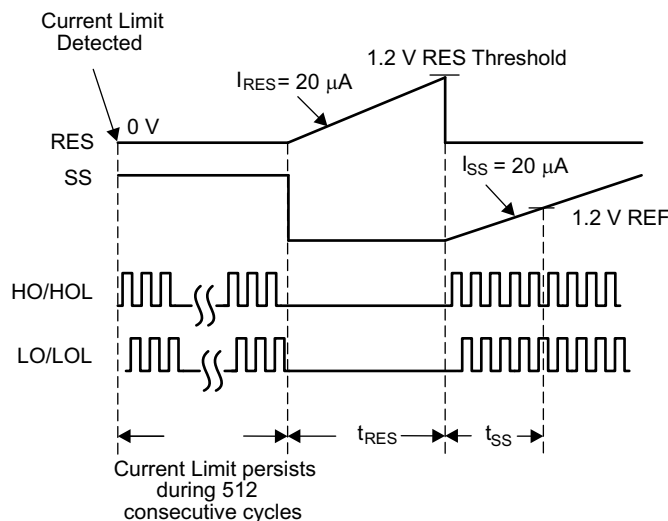 Current Limit
Detected
1.2 V RES Threshold
I_RES = 20 μA
0 V
RES
SS
I_SS = 20 μA
1.2 V REF
HO/HOL
LO/LOL
t_RES
t_SS
Current Limit persists
during 512
consecutive cycles